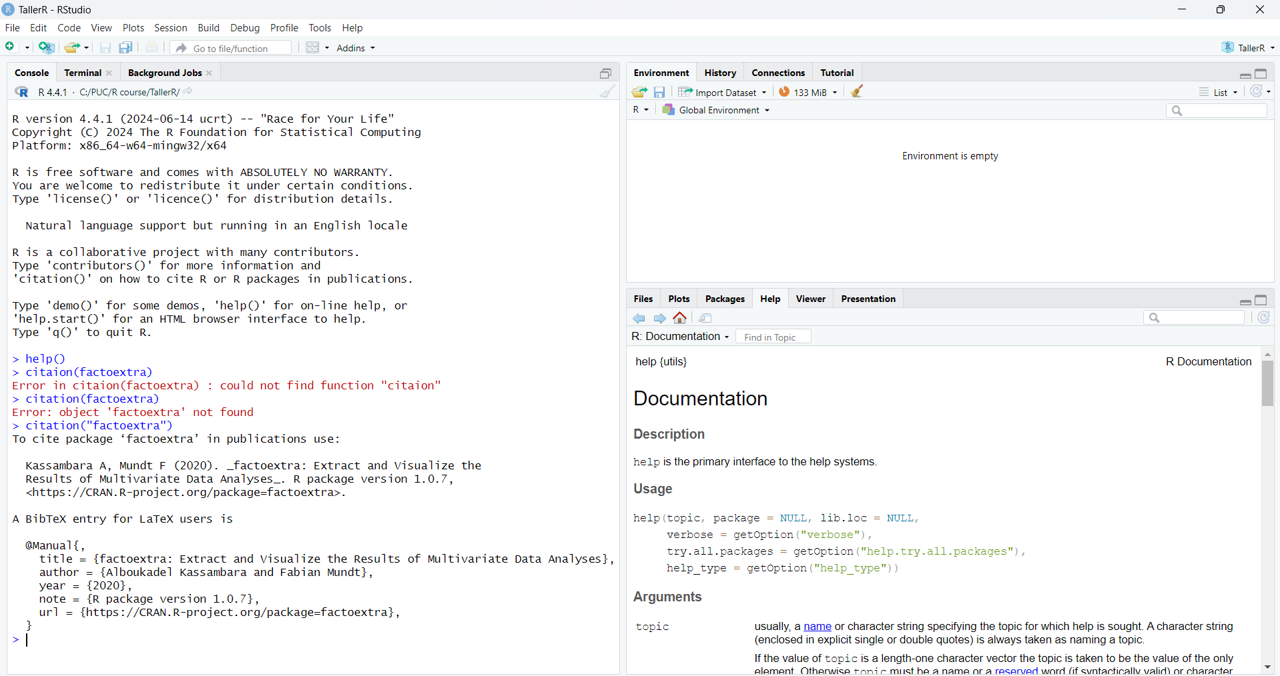 TallerR - RStudio
File Edit Code View Plots Session Build Debug Profile Tools Help
Go to file/function Addins TallerR
Console Terminal Background Jobs
R 4.4.1 · C:/PUC/R course/TallerR/
R version 4.4.1 (2024-06-14 ucrt) -- "Race for Your Life"
Copyright (C) 2024 The R Foundation for Statistical Computing
Platform: x86_64-w64-mingw32/x64
R is free software and comes with ABSOLUTELY NO WARRANTY.
You are welcome to redistribute it under certain conditions.
Type 'license()' or 'licence()' for distribution details.
Natural language support but running in an English locale
R is a collaborative project with many contributors.
Type 'contributors()' for more information and
'citation()' on how to cite R or R packages in publications.
Type 'demo()' for some demos, 'help()' for on-line help, or
'help.start()' for an HTML browser interface to help.
Type 'q()' to quit R.
> help()
> citaion(factoextra)
Error in citaion(factoextra) : could not find function "citaion"
> citation(factoextra)
Error: object 'factoextra' not found
> citation("factoextra")
To cite package ‘factoextra’ in publications use:
Kassambara A, Mundt F (2020). _factoextra: Extract and Visualize the
Results of Multivariate Data Analyses_. R package version 1.0.7,
<https://CRAN.R-project.org/package=factoextra>.
A BibTeX entry for LaTeX users is
@Manual{,
title = {factoextra: Extract and Visualize the Results of Multivariate Data Analyses},
author = {Alboukadel Kassambara and Fabian Mundt},
year = {2020},
note = {R package version 1.0.7},
url = {https://CRAN.R-project.org/package=factoextra},
}
>
Environment History Connections Tutorial
Import Dataset 133 MiB List
R Global Environment
Environment is empty
Files Plots Packages Help Viewer Presentation
R: Documentation Find in Topic
help {utils} R Documentation
Documentation
Description
help is the primary interface to the help systems.
Usage
help(topic, package = NULL, lib.loc = NULL,
verbose = getOption("verbose"),
try.all.packages = getOption("help.try.all.packages"),
help_type = getOption("help_type"))
Arguments
topic usually, a name or character string specifying the topic for which help is sought. A character string
(enclosed in explicit single or double quotes) is always taken as naming a topic.
If the value of topic is a length-one character vector the topic is taken to be the value of the only
element. Otherwise topic must be a name or a reserved word (if syntactically valid) or character